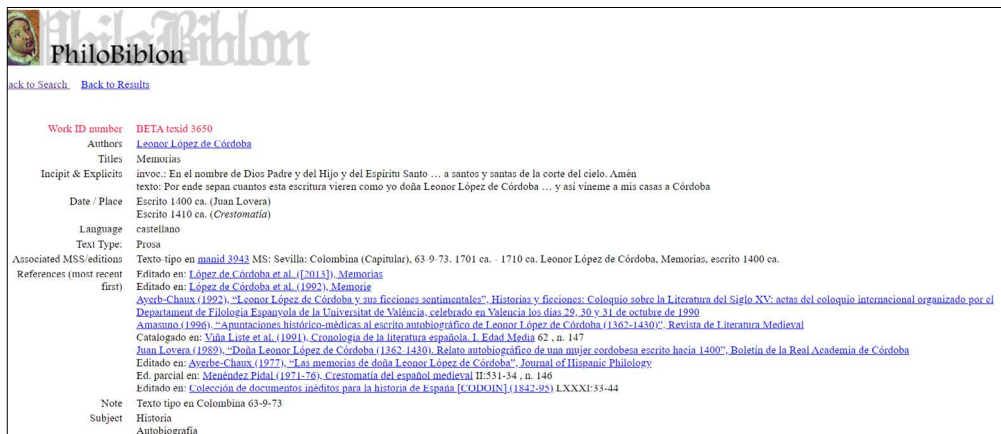 PhiloBiblon
PhiloBiblon
ack to Search Back to Results
Work ID number BETA texid 3650
Authors Leonor López de Córdoba
Titles Memorias
Incipit & Explicits invoc.: En el nombre de Dios Padre y del Hijo y del Espíritu Santo … a santos y santas de la corte del cielo. Amén
texto: Por ende sepan cuantos esta escritura vieren como yo doña Leonor López de Córdoba … y así víneme a mis casas a Córdoba
Date / Place Escrito 1400 ca. (Juan Lovera)
Escrito 1410 ca. (Crestomatía)
Language castellano
Text Type: Prosa
Associated MSS/editions Texto-tipo en manid 3943 MS: Sevilla: Colombina (Capitular), 63-9-73. 1701 ca. - 1710 ca. Leonor López de Córdoba, Memorias, escrito 1400 ca.
References (most recent first) Editado en: López de Córdoba et al. ([2013]), Memorias
Editado en: López de Córdoba et al. (1992), Memorie
Ayerb-Chaux (1992), “Leonor López de Córdoba y sus ficciones sentimentales”, Historias y ficciones: Coloquio sobre la Literatura del Siglo XV: actas del coloquio internacional organizado por el
Departament de Filologia Espanyola de la Universitat de València, celebrado en Valencia los días 29, 30 y 31 de octubre de 1990
Amasuno (1996), “Apuntaciones histórico-médicas al escrito autobiográfico de Leonor López de Córdoba (1362-1430)”, Revista de Literatura Medieval
Catalogado en: Viña Liste et al. (1991), Cronología de la literatura española. I. Edad Media 62 , n. 147
Juan Lovera (1989), “Doña Leonor López de Córdoba (1362-1430). Relato autobiográfico de una mujer cordobesa escrito hacia 1400”, Boletín de la Real Academia de Córdoba
Editado en: Ayerbe-Chaux (1977), “Las memorias de doña Leonor López de Córdoba”, Journal of Hispanic Philology
Ed. parcial en: Menéndez Pidal (1971-76), Crestomatía del español medieval II:531-34 , n. 146
Editado en: Colección de documentos inéditos para la historia de España [CODOIN] (1842-95) LXXXI:33-44
Note Texto tipo en Colombina 63-9-73
Subject Historia
Autobiografía